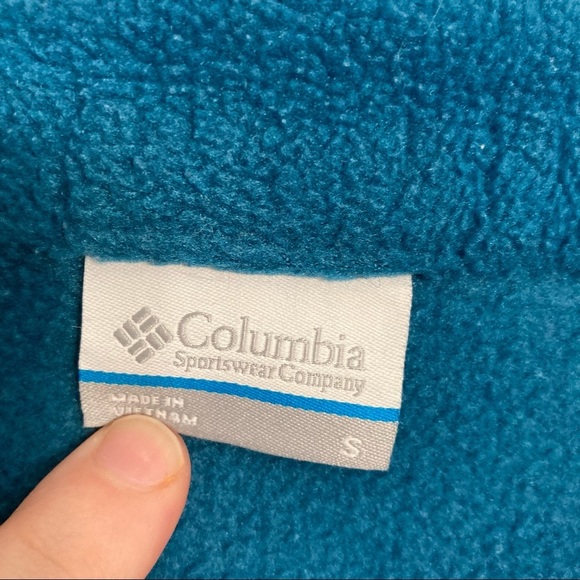 Columbia
Sportswear Company
MADE IN
VIETNAM
S